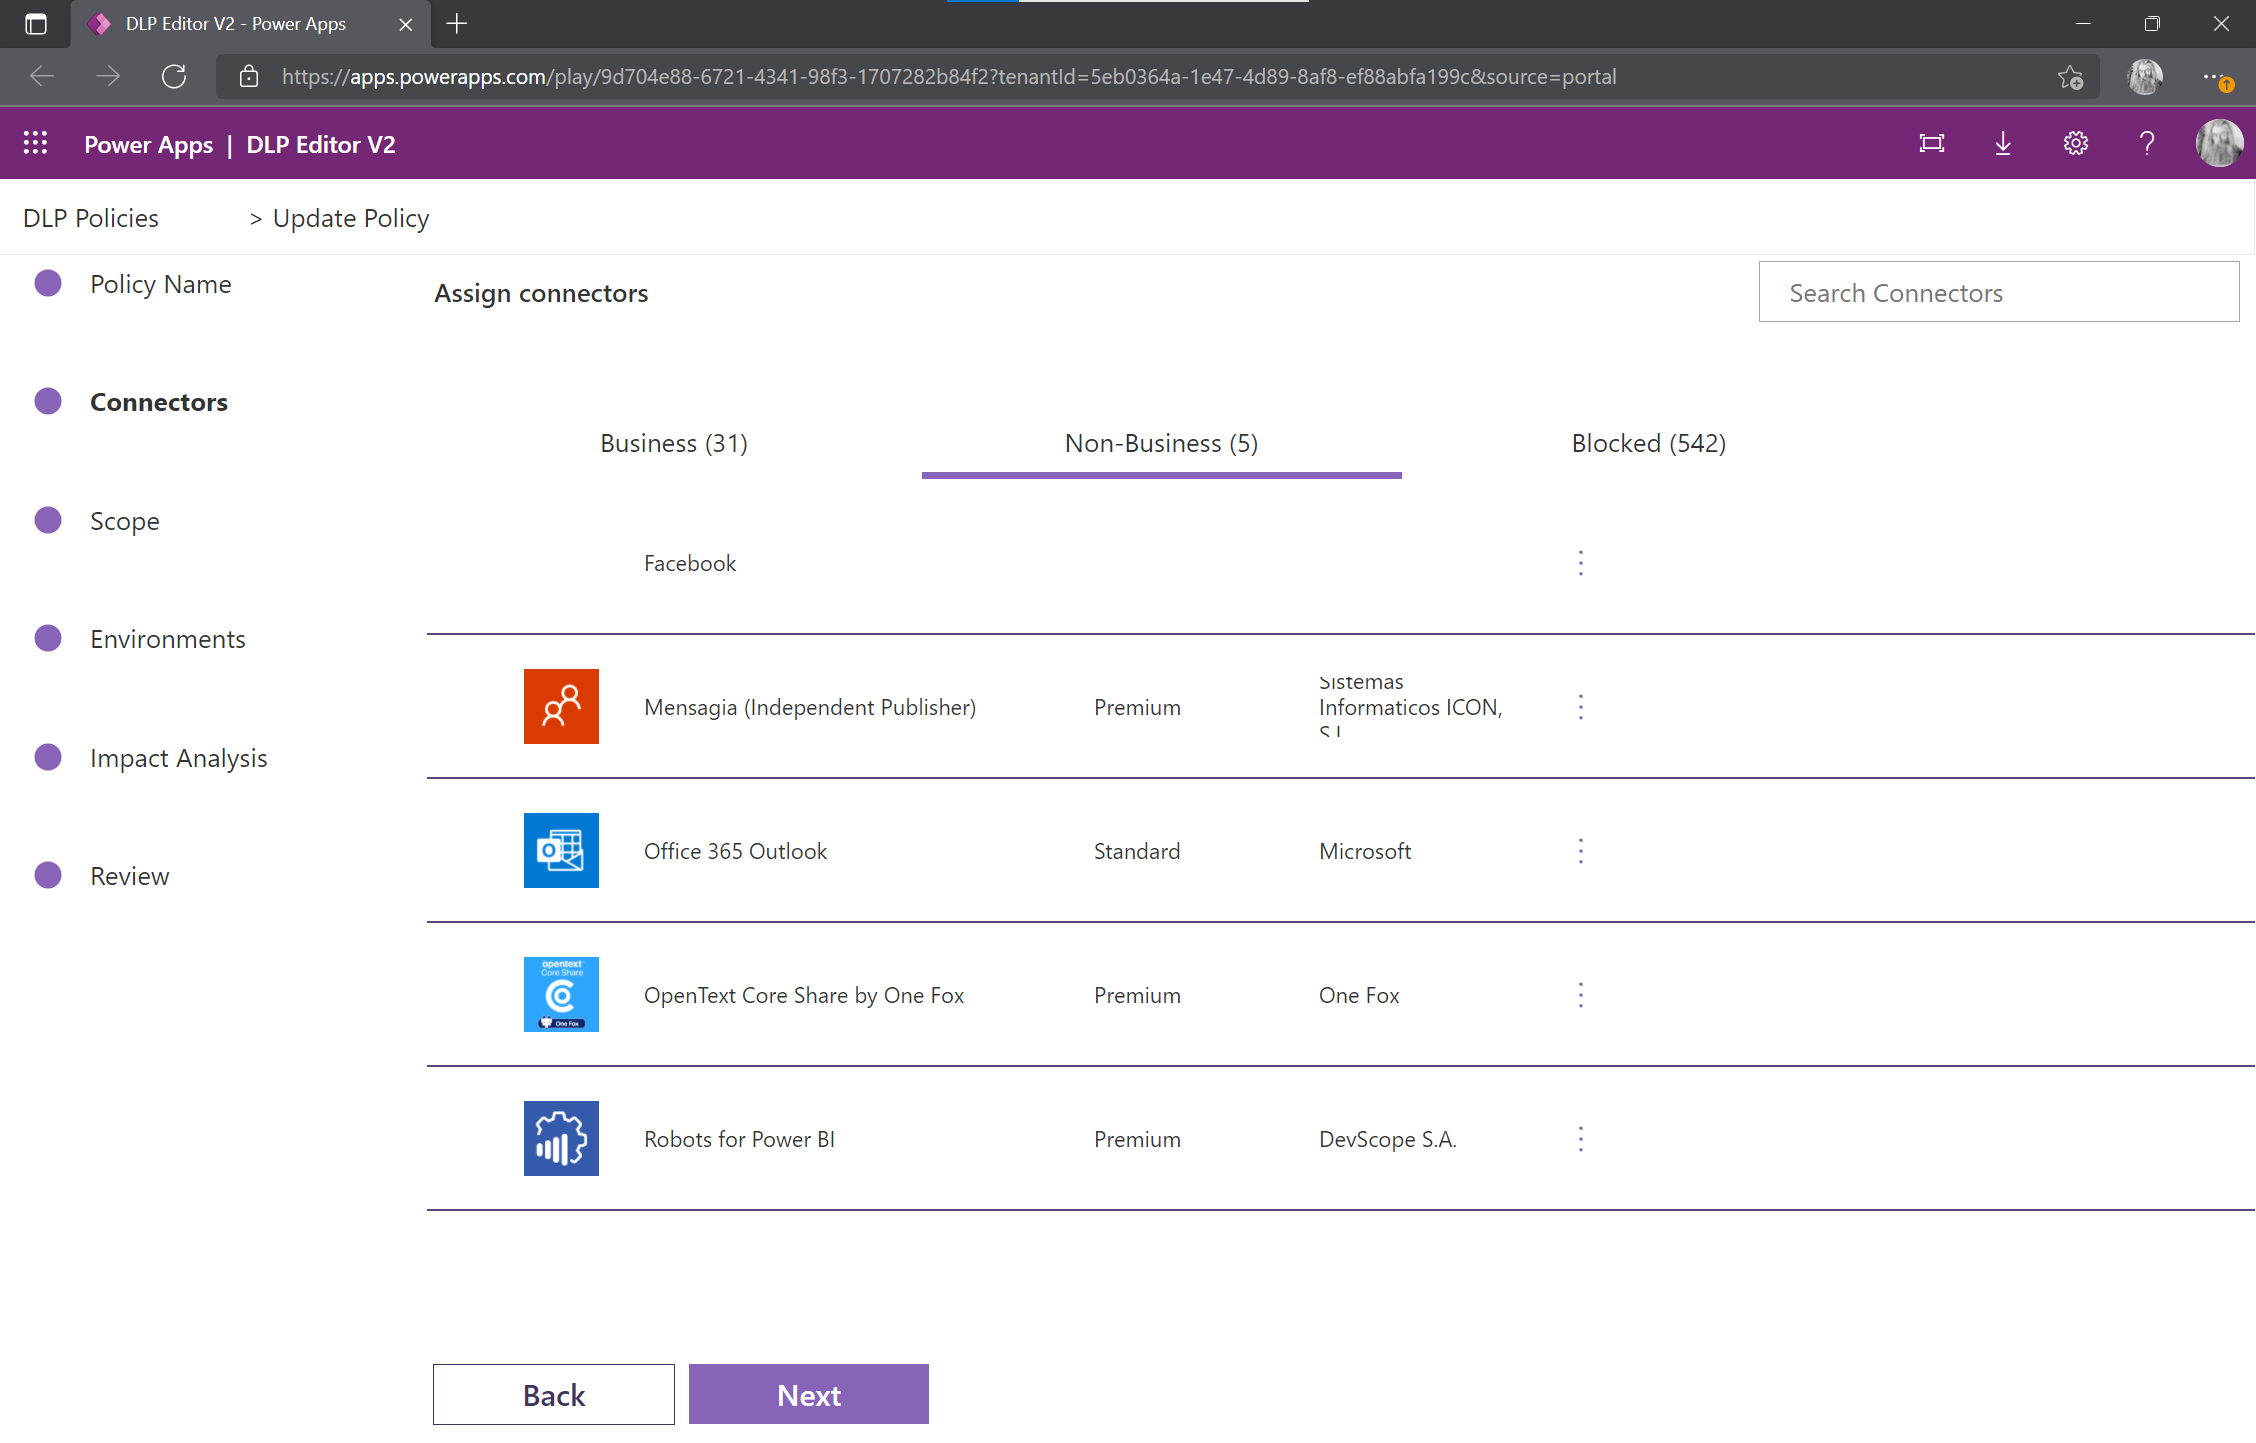 DLP Editor V2 - Power Apps
https://apps.powerapps.com/play/9d704e88-6721-4341-98f3-1707282b84f2?tenantId=5eb0364a-1e47-4d89-8af8-ef88abfa199c&source=portal
Power Apps | DLP Editor V2
DLP Policies > Update Policy
Policy Name
Connectors
Scope
Environments
Impact Analysis
Review
Assign connectors
Search Connectors
Business (31)
Non-Business (5)
Blocked (542)
Facebook
Mensagia (Independent Publisher)
Premium
Sistemas
Informaticos ICON,
Office 365 Outlook
Standard
Microsoft
opentext
Core Share
One Fox
OpenText Core Share by One Fox
Premium
One Fox
Robots for Power BI
Premium
DevScope S.A.
Back
Next